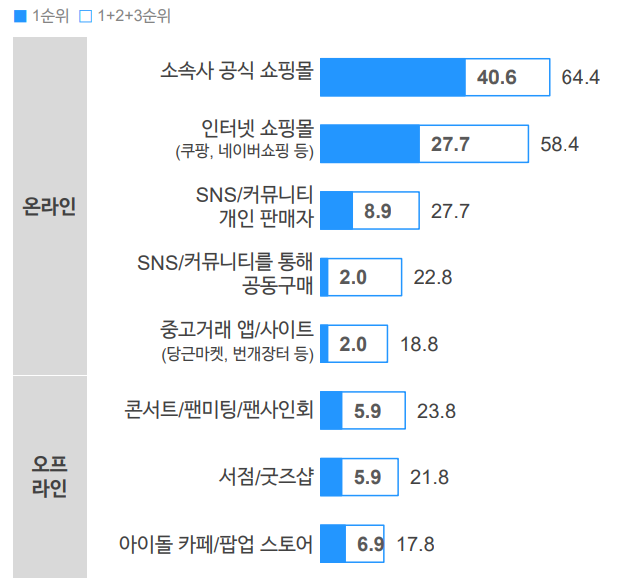 1순위 1+2+3순위
온라인
소속사 공식 쇼핑몰 40.6 64.4
인터넷 쇼핑몰
(쿠팡, 네이버쇼핑 등) 27.7 58.4
SNS/커뮤니티
개인 판매자 8.9 27.7
SNS/커뮤니티를 통해
공동구매 2.0 22.8
중고거래 앱/사이트
(당근마켓, 번개장터 등) 2.0 18.8
오프
라인
콘서트/팬미팅/팬사인회 5.9 23.8
서점/굿즈샵 5.9 21.8
아이돌 카페/팝업 스토어 6.9 17.8